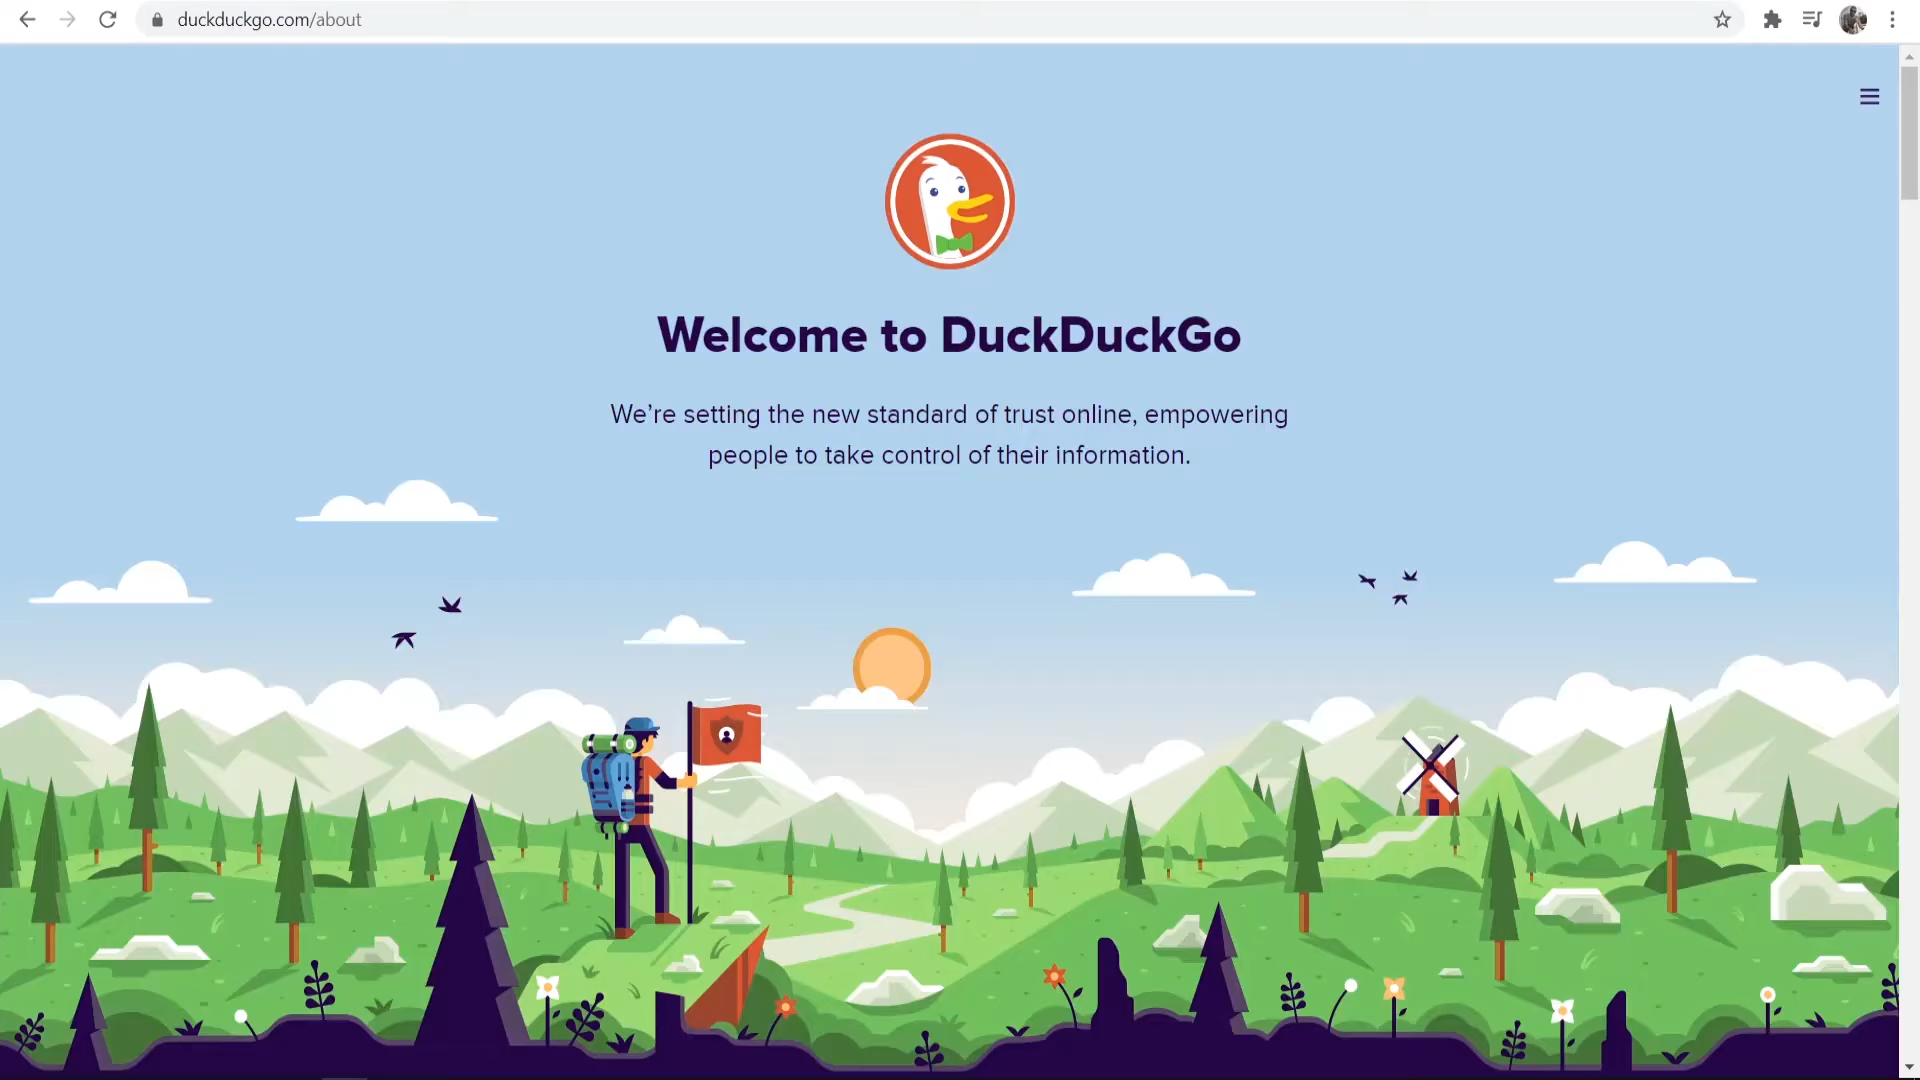 duckduckgo.com/about
Welcome to DuckDuckGo
We’re setting the new standard of trust online, empowering
people to take control of their information.